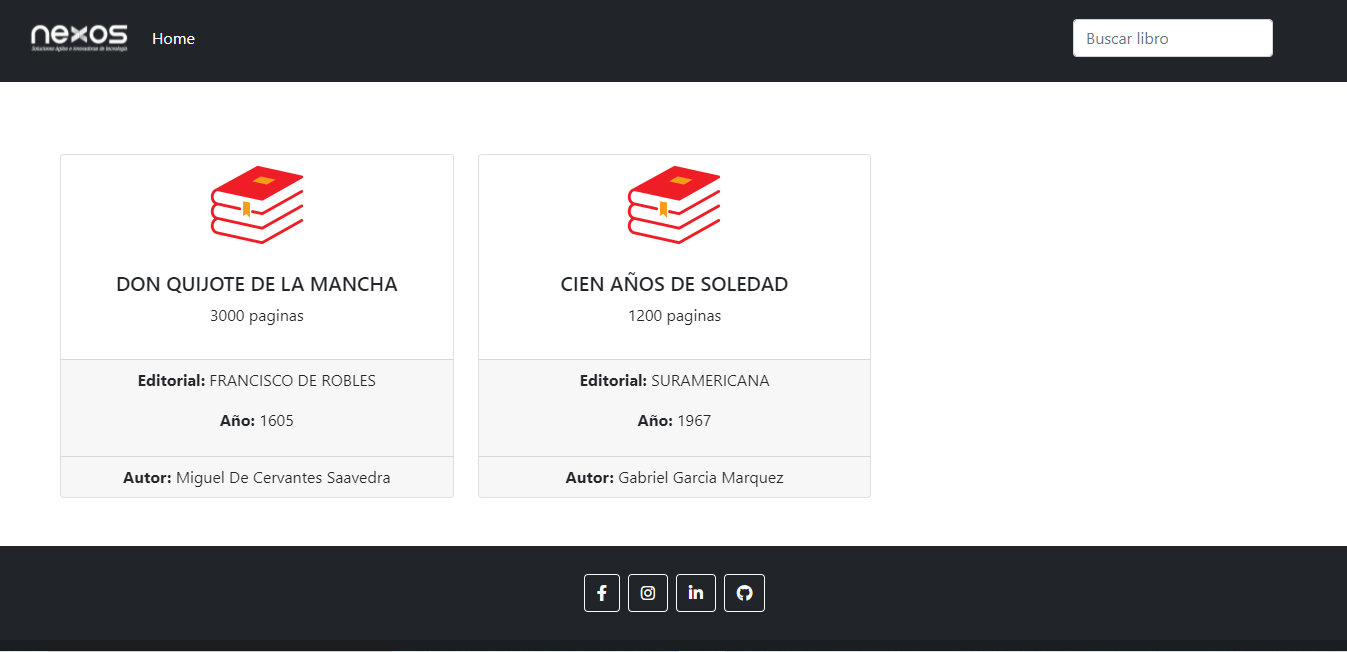 nexos
Soluciones ágiles e innovadoras de tecnología
Home
Buscar libro
DON QUIJOTE DE LA MANCHA
3000 paginas
Editorial: FRANCISCO DE ROBLES
Año: 1605
Autor: Miguel De Cervantes Saavedra
CIEN AÑOS DE SOLEDAD
1200 paginas
Editorial: SURAMERICANA
Año: 1967
Autor: Gabriel Garcia Marquez
f
in